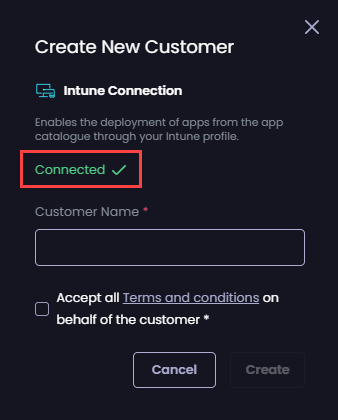 Create New Customer
Intune Connection
Enables the deployment of apps from the app
catalogue through your Intune profile.
Connected
Customer Name *
Accept all Terms and conditions on
behalf of the customer *
Cancel
Create